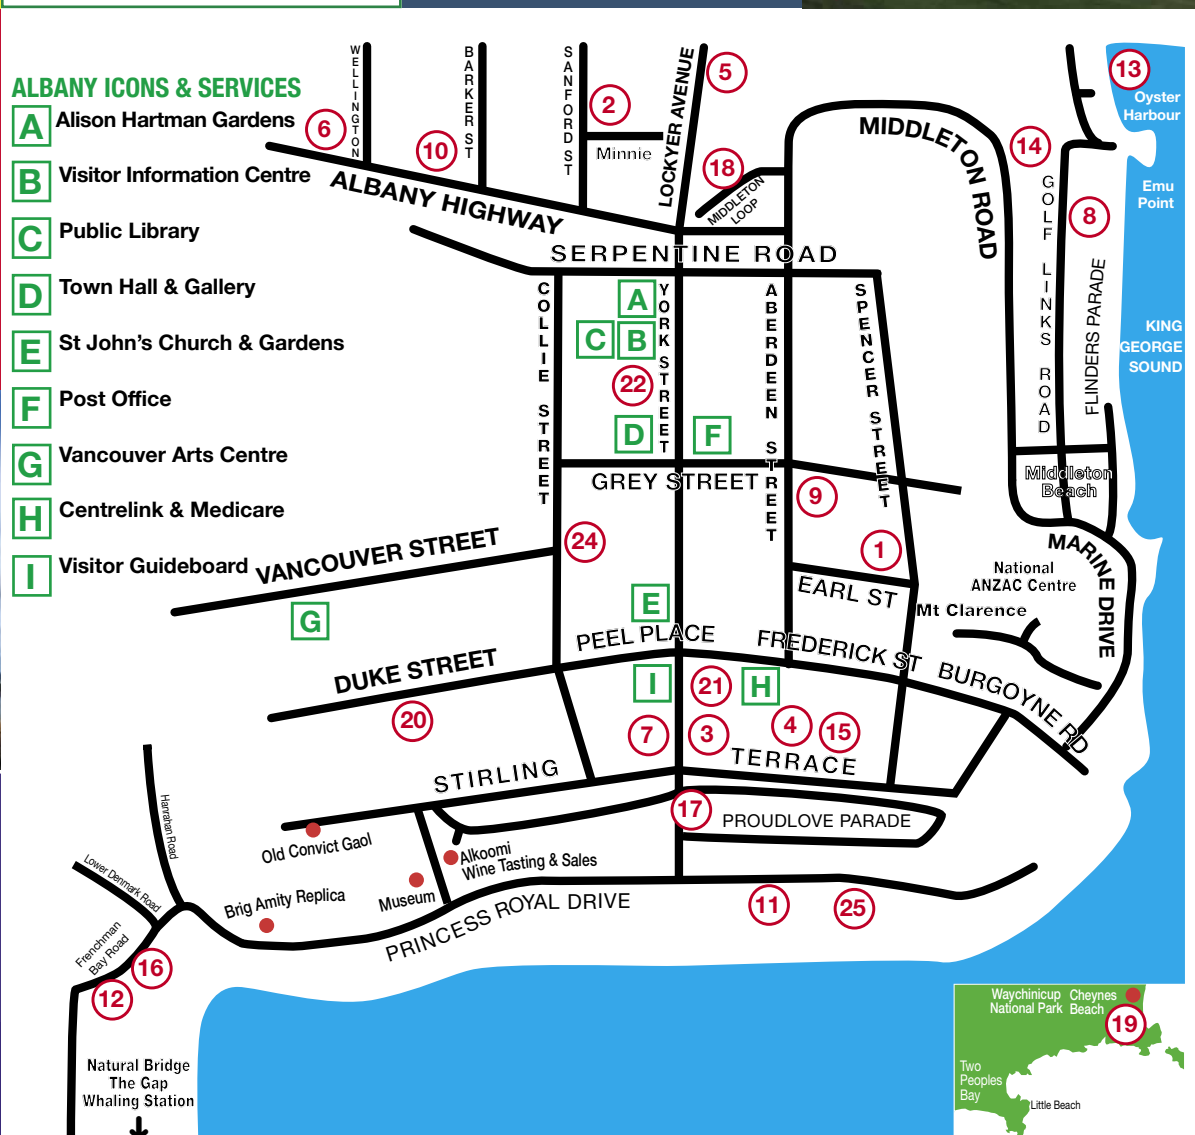 ALBANY ICONS & SERVICES
A Alison Hartman Gardens
B Visitor Information Centre
C Public Library
D Town Hall & Gallery
E St John's Church & Gardens
F Post Office
G Vancouver Arts Centre
H Centrelink & Medicare
I Visitor Guideboard
WELLINGTON
BARKER ST
SANFORD ST
LOCKYER AVENUE
5
2
6
10
Minnie
18
MIDDLETON
LOOP
ALBANY HIGHWAY
MIDDLETON ROAD
13
Oyster
Harbour
14
Emu
Point
8
GOLF LINKS ROAD
FLINDERS PARADE
KING
GEORGE
SOUND
SERPENTINE ROAD
COLLIE STREET
A
YORK STREET
ABERDEEN STREET
SPENCER STREET
C
B
22
D
F
GREY STREET
9
Middleton
Beach
24
1
VANCOUVER STREET
G
E
EARL ST
National
ANZAC Centre
Mt Clarence
MARINE DRIVE
PEEL PLACE
FREDERICK ST
BURGOYNE RD
DUKE STREET
I
21
H
20
7
3
4
15
STIRLING
TERRACE
17
PROUDLOVE PARADE
Hanrahan Road
Old Convict Gaol
Alkoomi
Wine Tasting & Sales
Lower Denmark Road
Brig Amity Replica
Museum
PRINCESS ROYAL DRIVE
11
25
Frenchman
Bay Road
16
12
Natural Bridge
The Gap
Whaling Station
Waychinicup
National Park
Cheynes
Beach
19
Two
Peoples
Bay
Little Beach